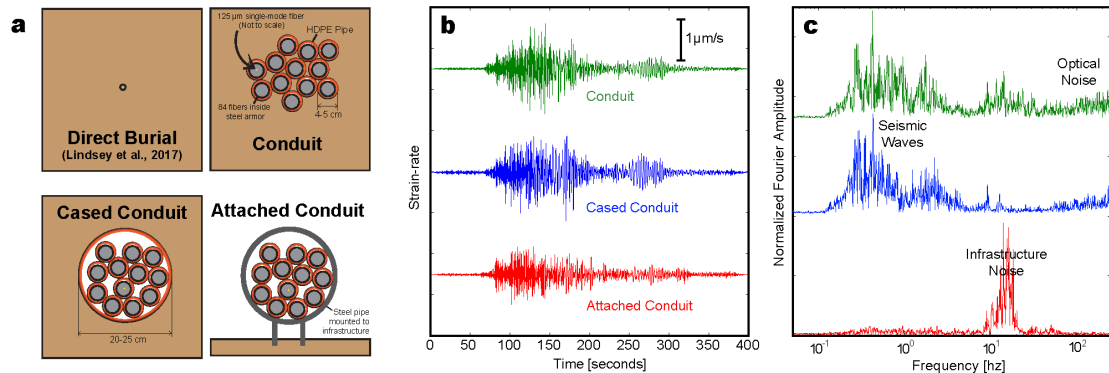 a
125 μm single-mode fiber
(Not to scale)
HDPE Pipe
84 fibers inside
steel armor
4-5 cm
Direct Burial
(Lindsey et al., 2017)
Conduit
Cased Conduit
20-25 cm
Attached Conduit
Steel pipe
mounted to
infrastructure
b
1μm/s
Conduit
Cased Conduit
Attached Conduit
Strain-rate
0 50 100 150 200 250 300 350 400
Time [seconds]
c
Optical
Noise
Seismic
Waves
Infrastructure
Noise
Normalized Fourier Amplitude
10⁻¹ 10⁰ 10¹ 10²
Frequency [hz]